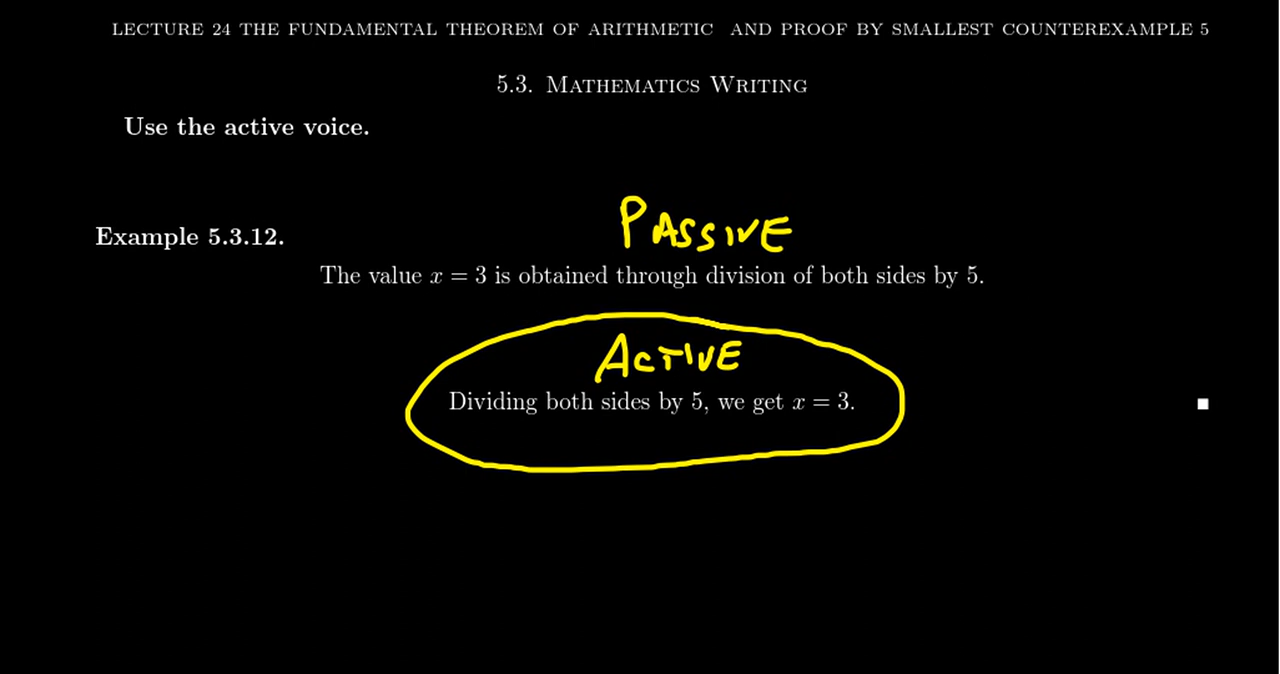 LECTURE 24 THE FUNDAMENTAL THEOREM OF ARITHMETIC AND PROOF BY SMALLEST COUNTEREXAMPLE 5
5.3. MATHEMATICS WRITING
Use the active voice.
PASSIVE
Example 5.3.12.
The value x = 3 is obtained through division of both sides by 5.
ACTIVE
Dividing both sides by 5, we get x = 3.